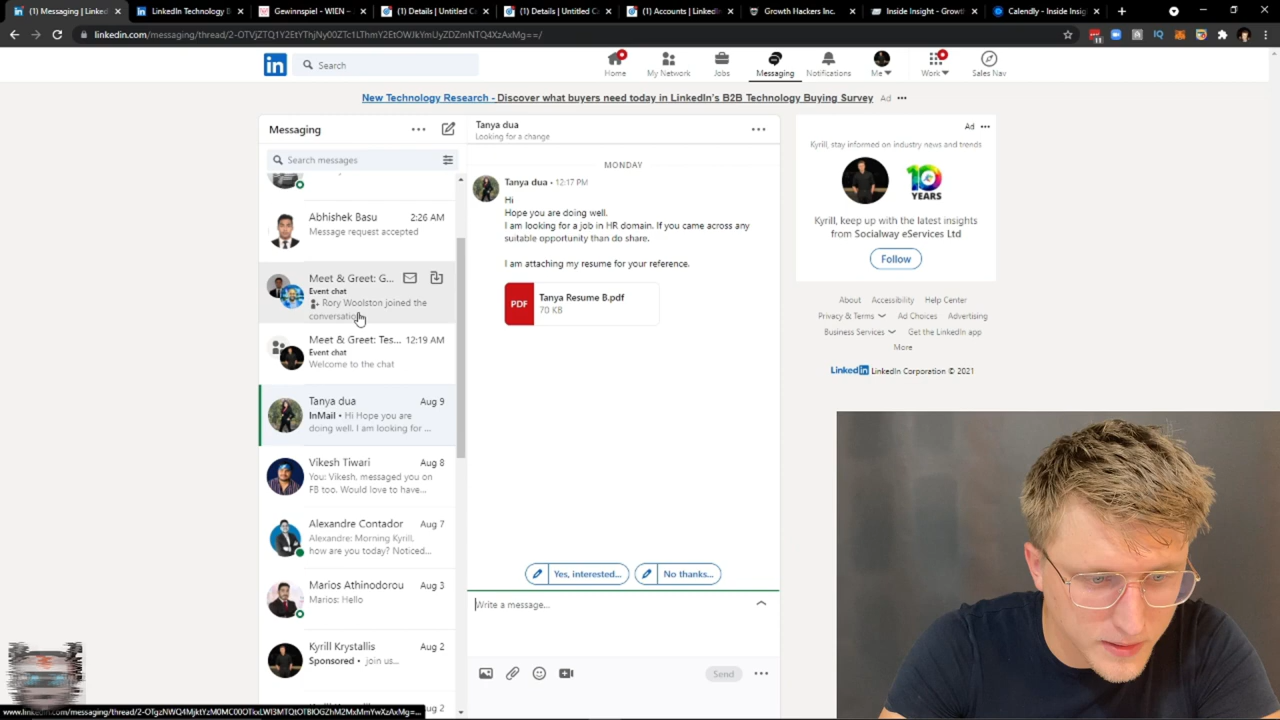 (1) Messaging | Linked
LinkedIn Technology B
Gewinnspiel - WIEN –
(1) Details | Untitled C
(1) Details | Untitled C
(1) Accounts | LinkedIn
Growth Hackers Inc.
Inside Insight - Growt
Calendly - Inside Insig
Search
Home
My Network
Jobs
Messaging
Notifications
Me
Work
Sales Nav
New Technology Research - Discover what buyers need today in LinkedIn's B2B Technology Buying Survey Ad
Messaging
Search messages
Abhishek Basu 2:26 AM
Message request accepted
Meet & Greet: G...
Event chat
Rory Woolston joined the
conversation
Meet & Greet: Tes... 12:19 AM
Event chat
Welcome to the chat
Tanya dua Aug 9
InMail • Hi Hope you are
doing well. I am looking for ...
Vikesh Tiwari Aug 8
You: Vikesh, messaged you on
FB too. Would love to have...
Alexandre Contador Aug 7
Alexandre: Morning Kyrill,
how are you today? Noticed...
Marios Athinodorou Aug 3
Marios: Hello
Kyrill Krystallis Aug 2
Sponsored • join us...
Tanya dua
Looking for a change
MONDAY
Tanya dua • 12:17 PM
Hi
Hope you are doing well.
I am looking for a job in HR domain. If you came across any
suitable opportunity than do share.
I am attaching my resume for your reference.
PDF
Tanya Resume B.pdf
70 KB
Yes, interested...
No thanks...
Write a message...
Send
Ad
Kyrill, stay informed on industry news and trends
10
YEARS
Kyrill, keep up with the latest insights
from Socialway eServices Ltd
Follow
About Accessibility Help Center
Privacy & Terms Ad Choices Advertising
Business Services Get the LinkedIn app
More
LinkedIn LinkedIn Corporation © 2021